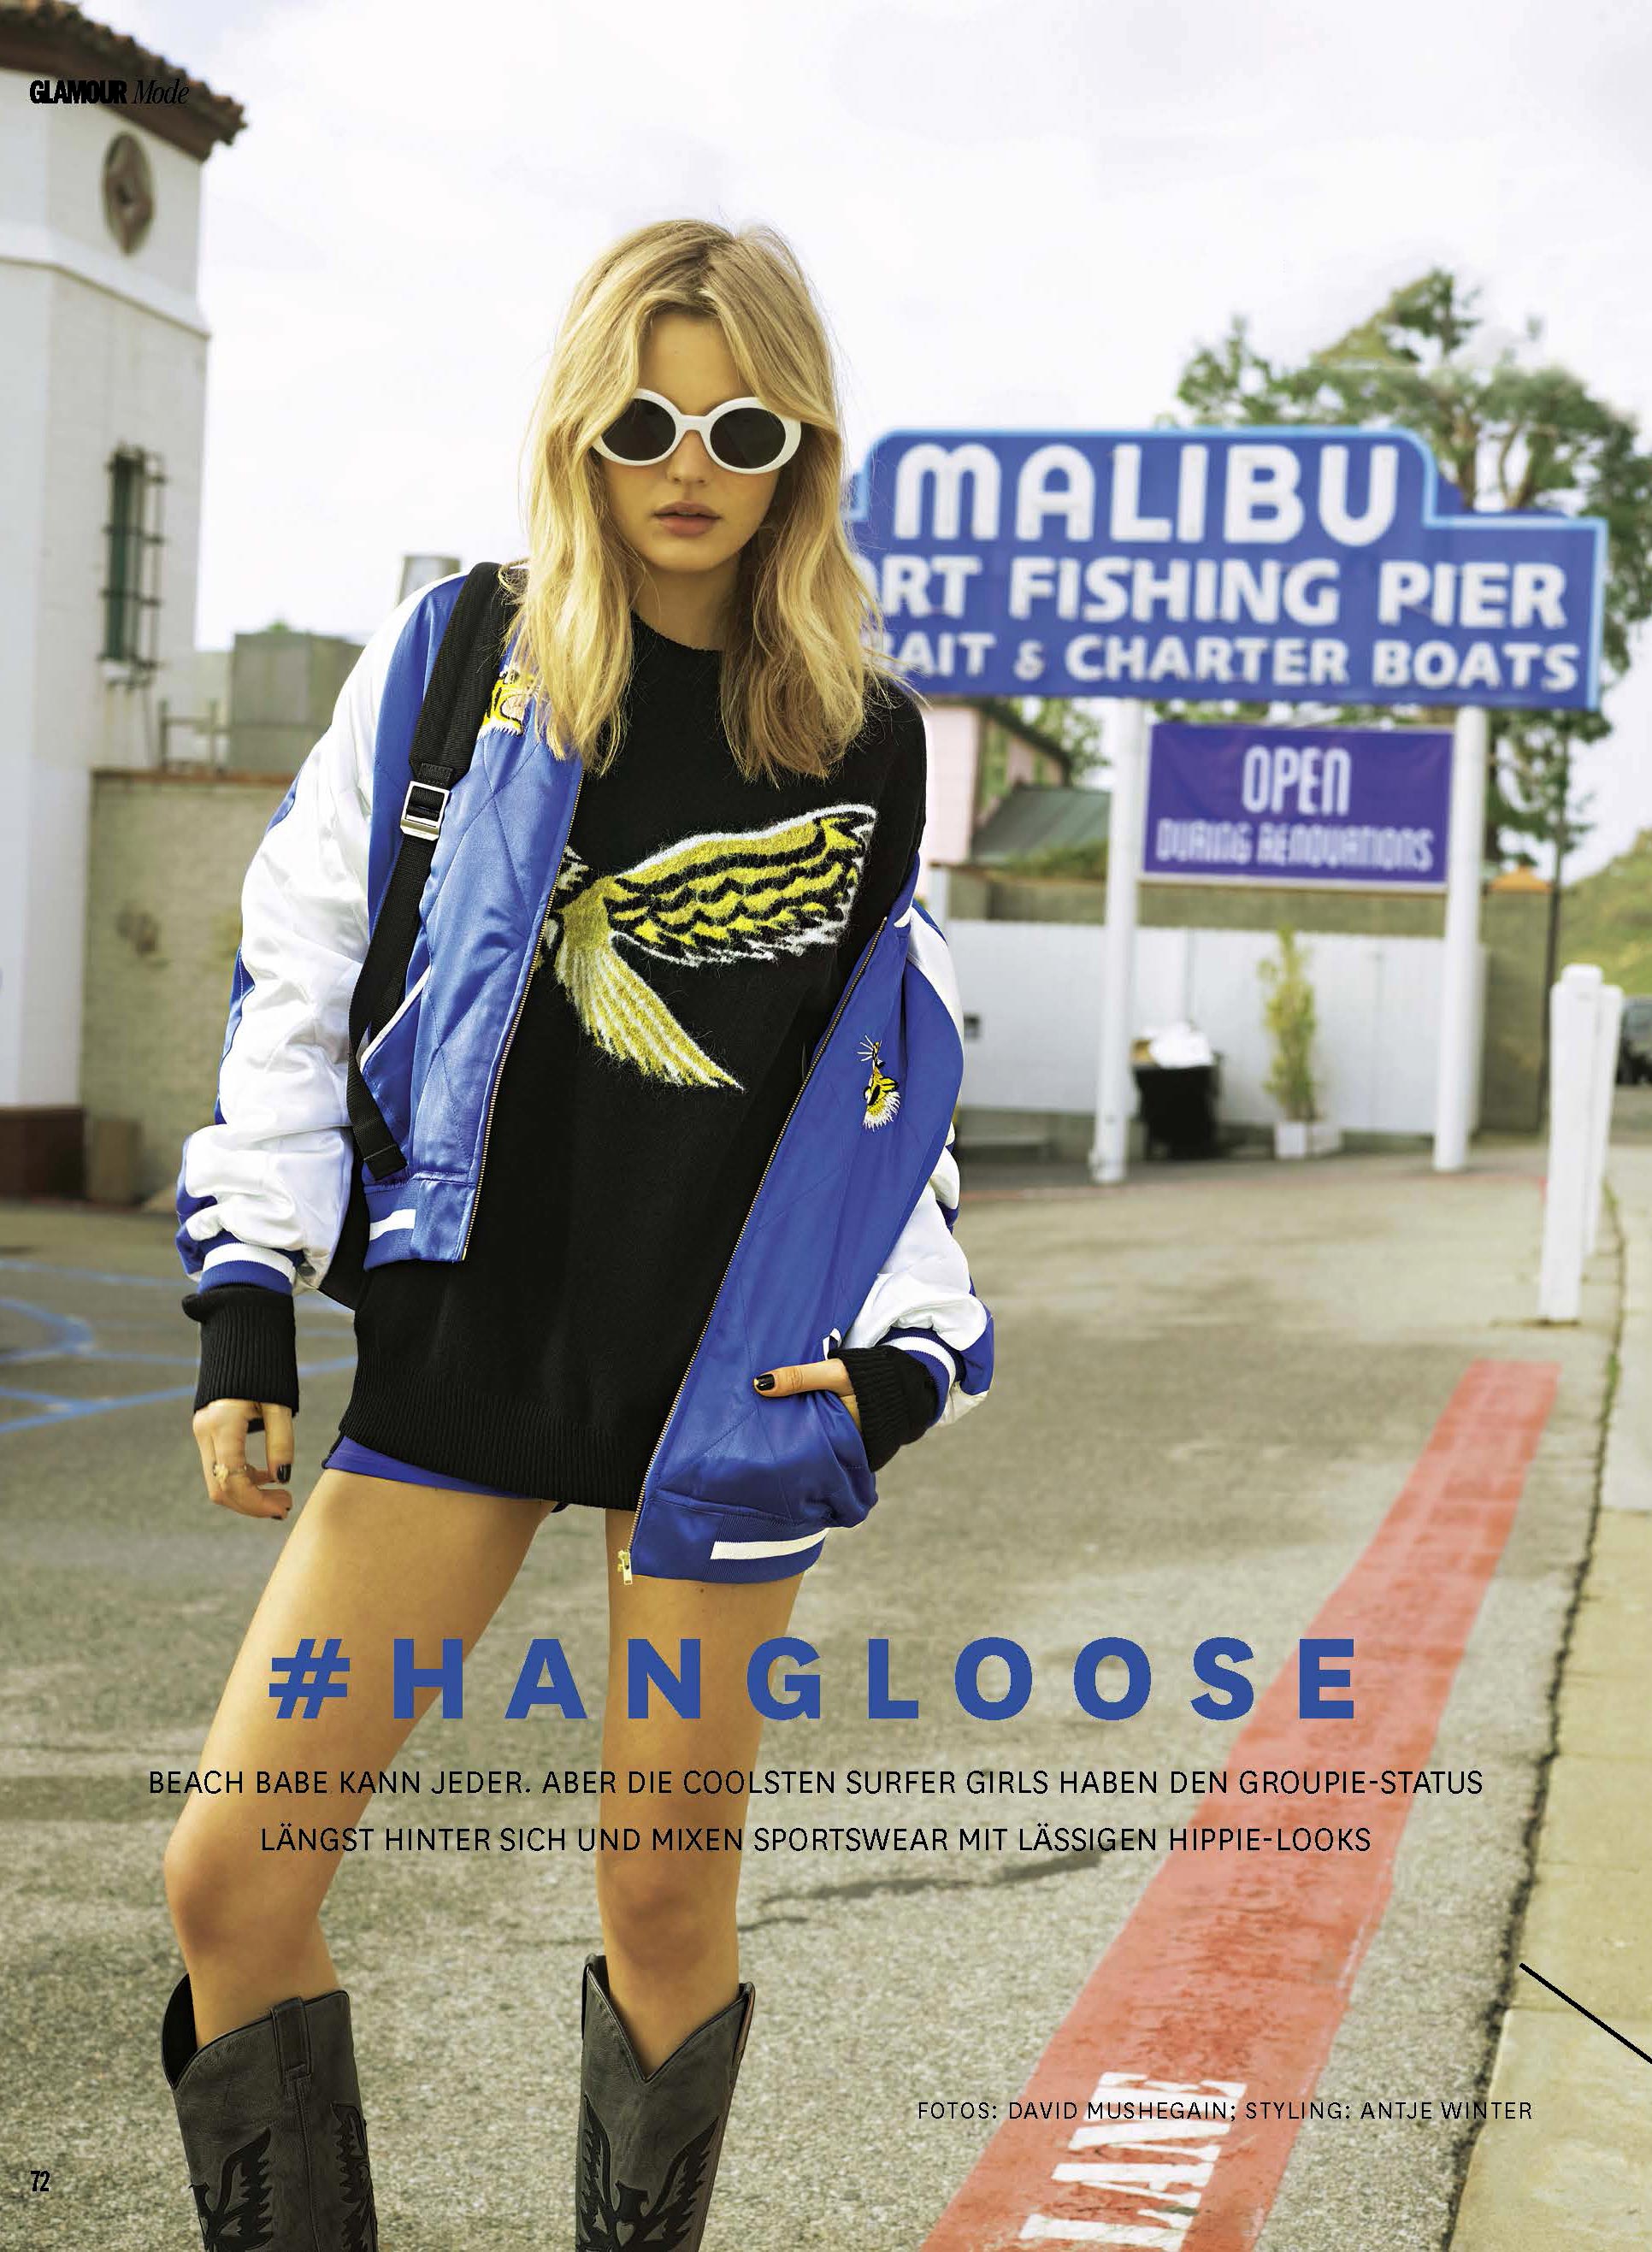 GLAMOUR Mode
MALIBU
RT FISHING PIER
AIT & CHARTER BOATS
OPEN
DURING RENOVATIONS
#HANGLOOSE
BEACH BABE KANN JEDER. ABER DIE COOLSTEN SURFER GIRLS HABEN DEN GROUPIE-STATUS
LÄNGST HINTER SICH UND MIXEN SPORTSWEAR MIT LÄSSIGEN HIPPIE-LOOKS
LANE
FOTOS: DAVID MUSHEGAIN; STYLING: ANTJE WINTER
72